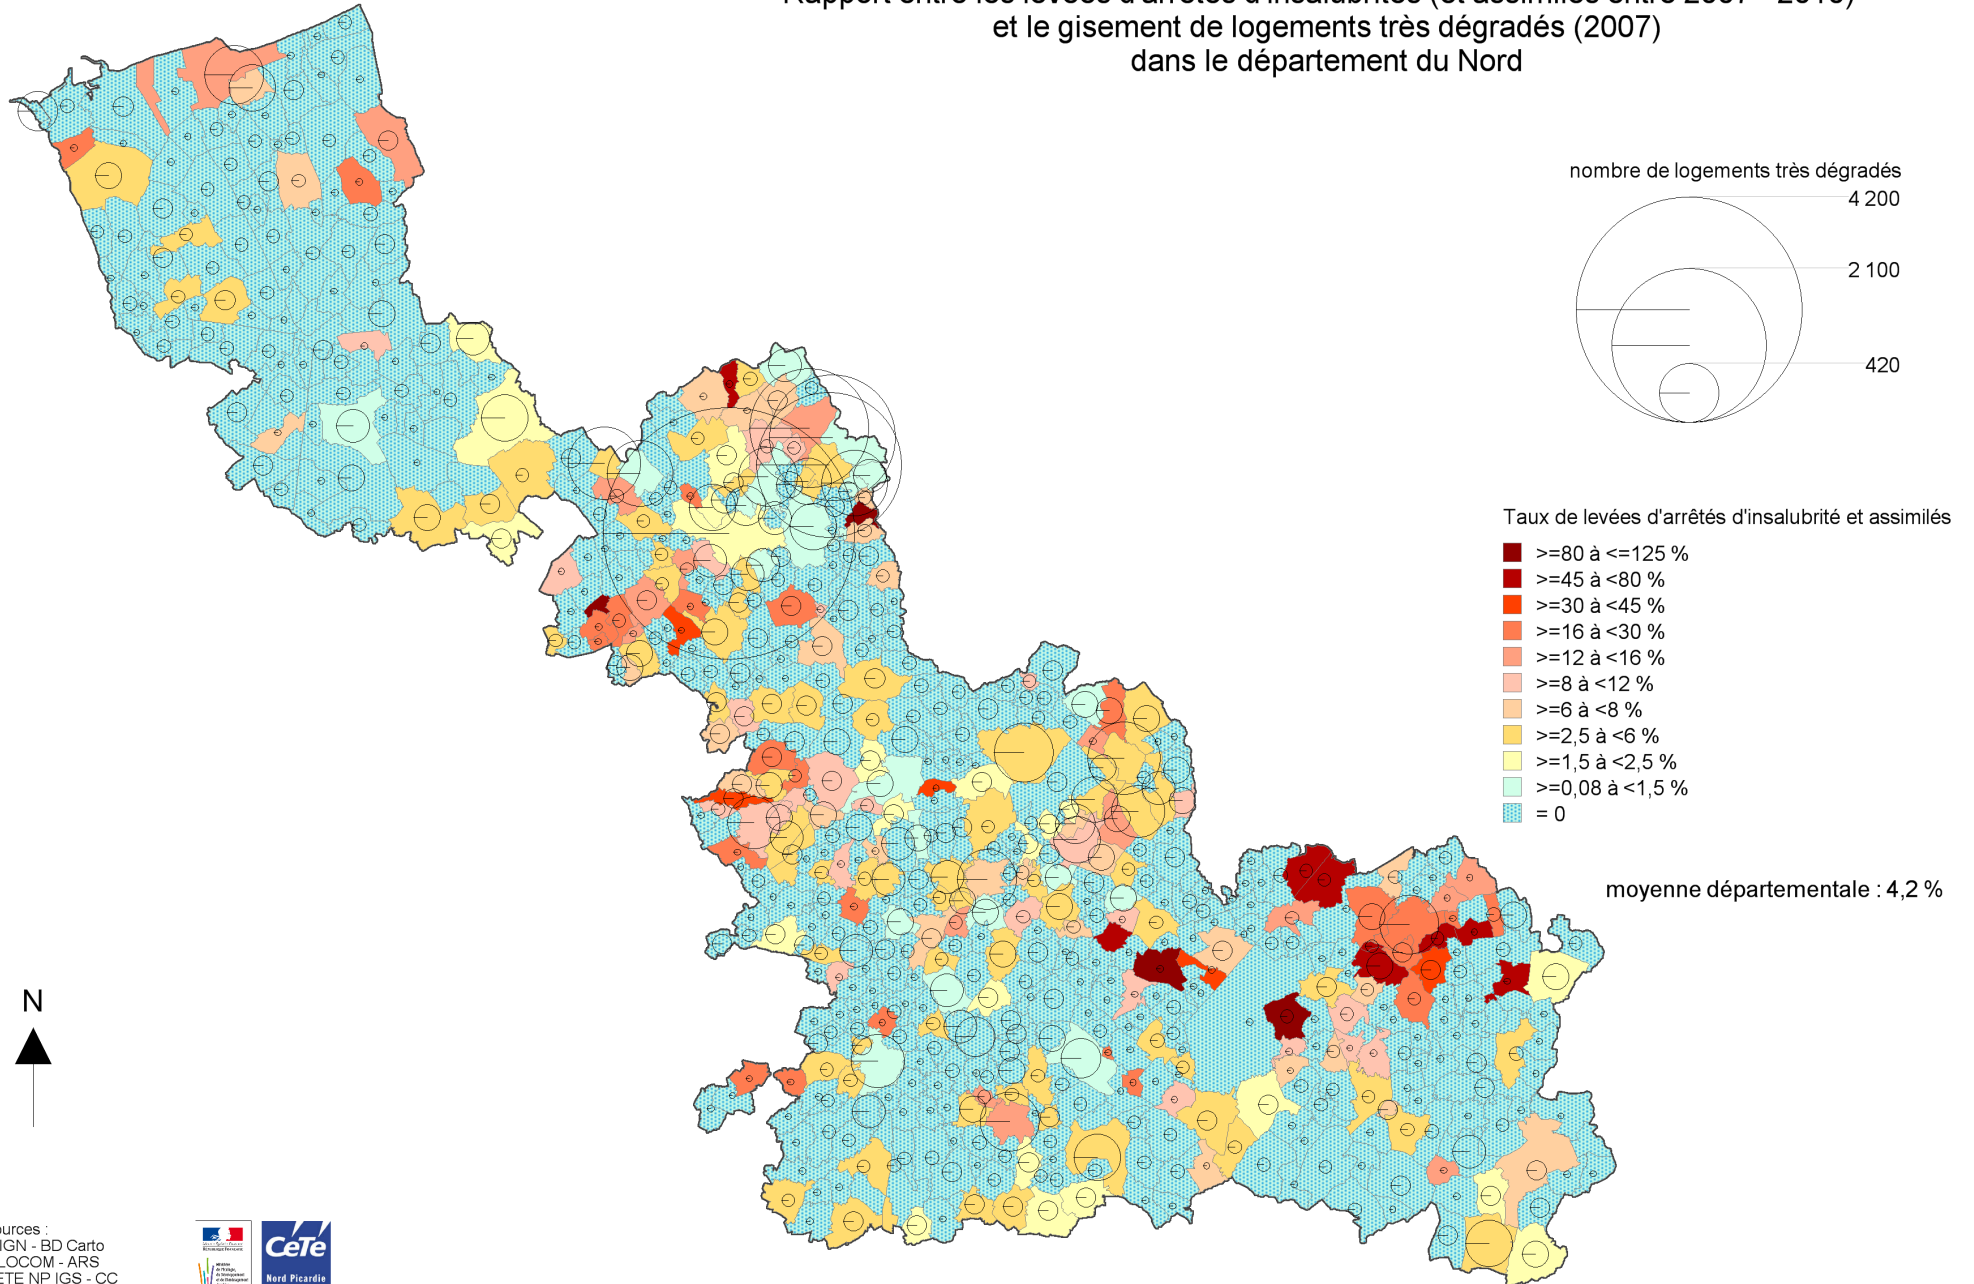 et le gisement de logements très dégradés (2007)
dans le département du Nord
nombre de logements très dégradés
4 200
2 100
420
Taux de levées d'arrêtés d'insalubrité et assimilés
>=80 à <=125 %
>=45 à <80 %
>=30 à <45 %
>=16 à <30 %
>=12 à <16 %
>=8 à <12 %
>=6 à <8 %
>=2,5 à <6 %
>=1,5 à <2,5 %
>=0,08 à <1,5 %
= 0
moyenne départementale : 4,2 %
N
IGN - BD Carto
NP IGS - CC
CeTe
Nord Picardie